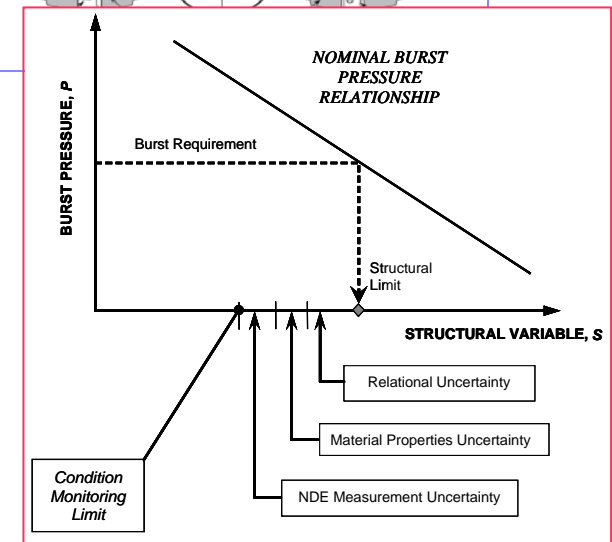 NOMINAL BURST
PRESSURE
RELATIONSHIP
BURST PRESSURE, P
Burst Requirement
Structural
Limit
STRUCTURAL VARIABLE, S
Relational Uncertainty
Material Properties Uncertainty
NDE Measurement Uncertainty
Condition
Monitoring
Limit